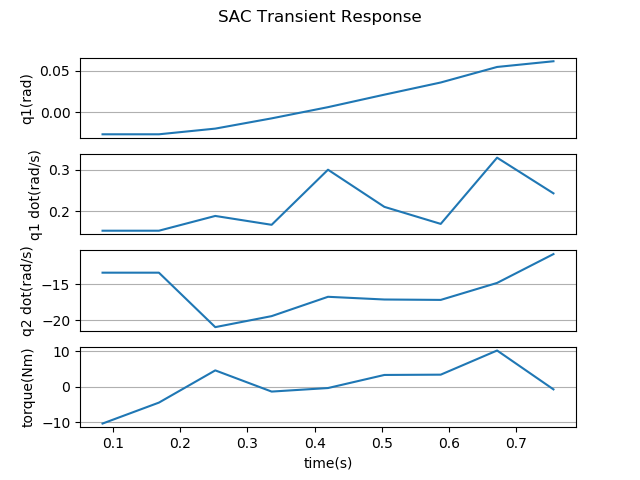 SAC Transient Response
q1(rad)
0.05
0.00
q1 dot(rad/s)
0.3
0.2
q2 dot(rad/s)
−15
−20
torque(Nm)
10
0
−10
0.1 0.2 0.3 0.4 0.5 0.6 0.7
time(s)